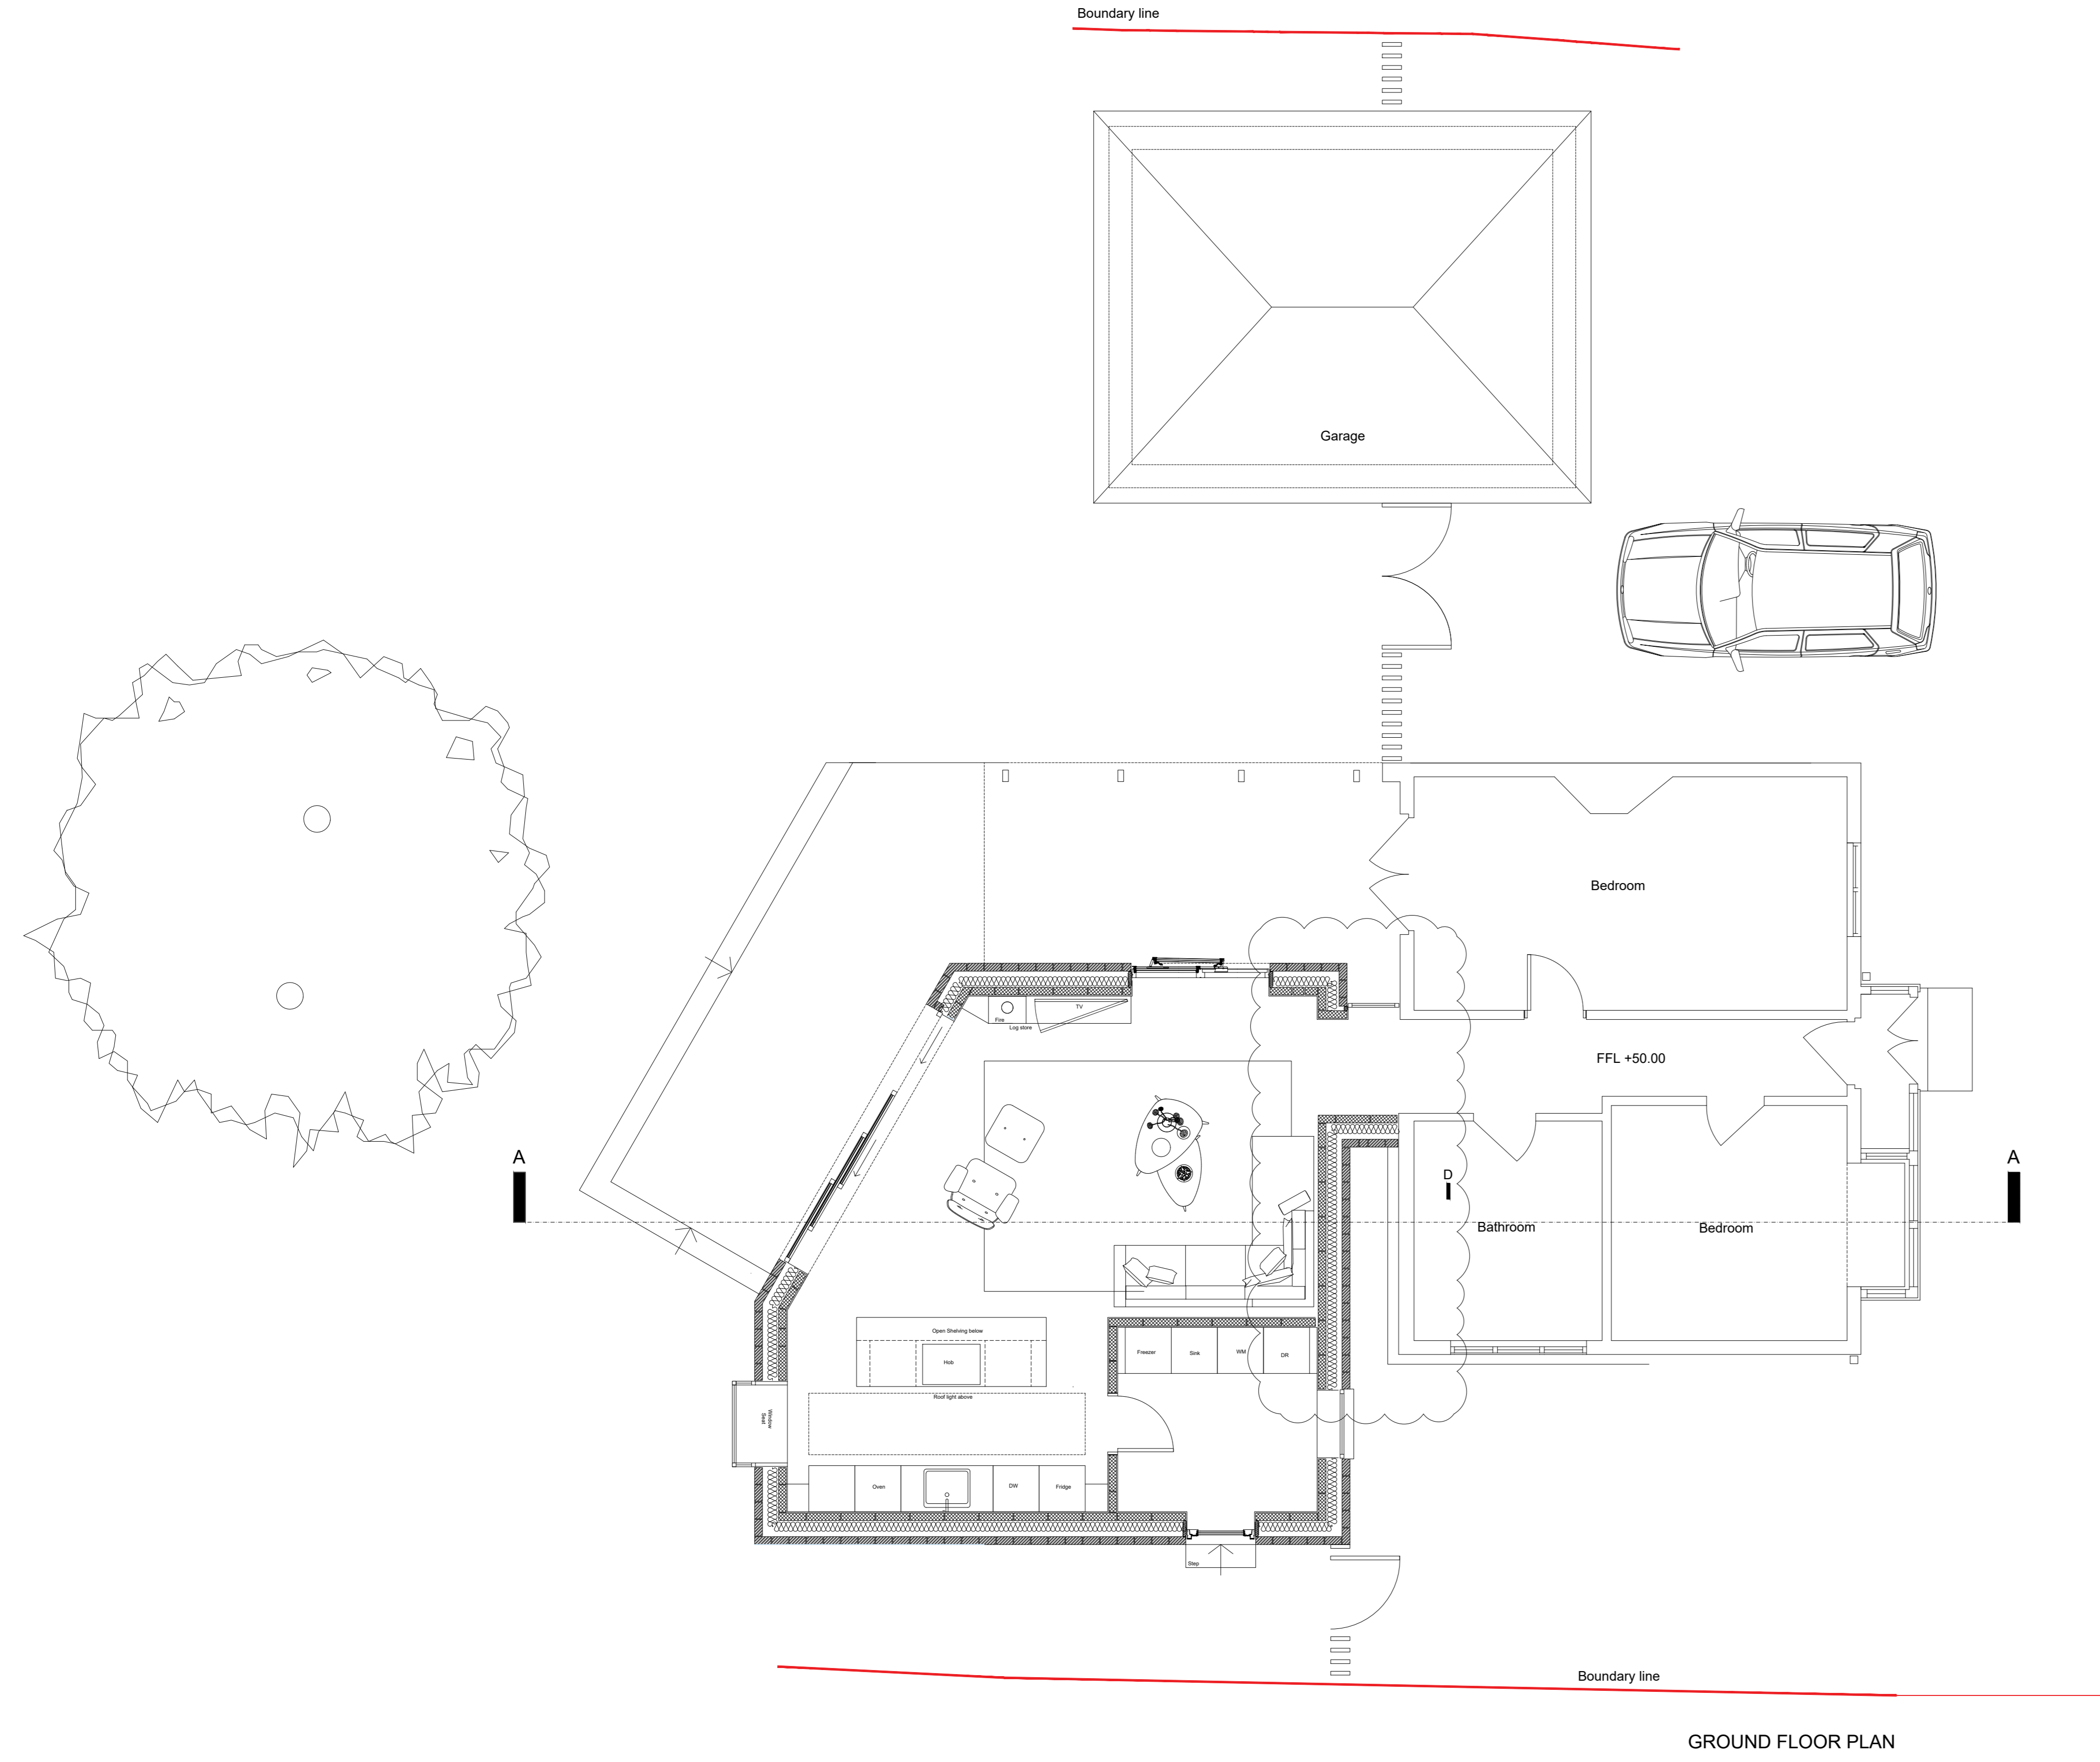 Boundary line
Garage
Bedroom
TV
Fire
Log store
FFL +50.00
A
A
D
Bathroom
Bedroom
Open Shelving below
Hob
Freezer
Sink
WM
DR
Roof light above
Window
Seat
Oven
DW
Fridge
Step
Boundary line
GROUND FLOOR PLAN